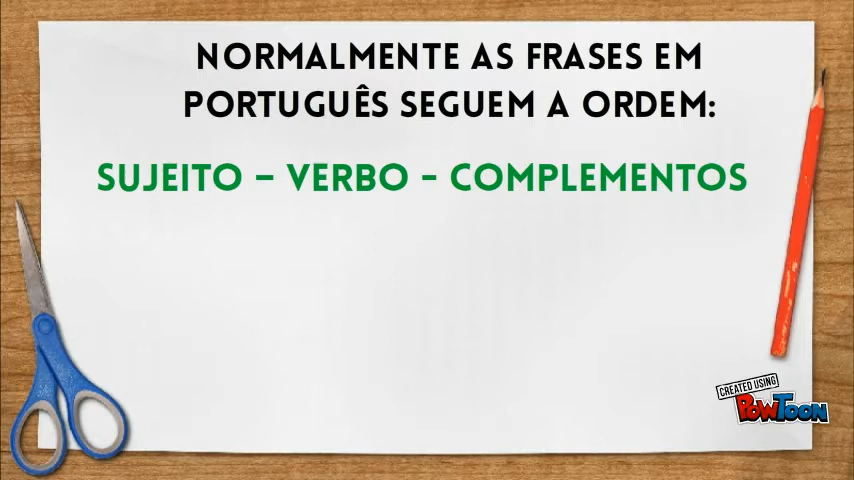 NORMALMENTE AS FRASES EM
PORTUGUÊS SEGUEM A ORDEM:
SUJEITO – VERBO - COMPLEMENTOS
CREATED USING
POWTOON